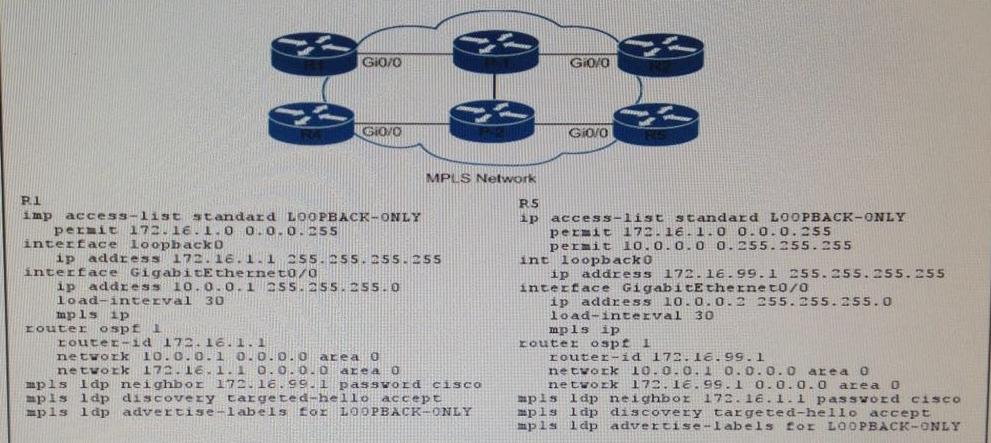 R1
P-1
R2
Gi0/0
Gi0/0
R4
P-2
R5
Gi0/0
Gi0/0
MPLS Network
R1
imp access-list standard LOOPBACK-ONLY
permit 172.16.1.0 0.0.0.255
interface loopback0
ip address 172.16.1.1 255.255.255.255
interface GigabitEthernet0/0
ip address 10.0.0.1 255.255.255.0
load-interval 30
mpls ip
router ospf 1
router-id 172.16.1.1
network 10.0.0.1 0.0.0.0 area 0
network 172.16.1.1 0.0.0.0 area 0
mpls ldp neighbor 172.16.99.1 password cisco
mpls ldp discovery targeted-hello accept
mpls ldp advertise-labels for LOOPBACK-ONLY
R5
ip access-list standard LOOPBACK-ONLY
permit 172.16.1.0 0.0.0.255
permit 10.0.0.0 0.255.255.255
int loopback0
ip address 172.16.99.1 255.255.255.255
interface GigabitEthernet0/0
ip address 10.0.0.2 255.255.255.0
load-interval 30
mpls ip
router ospf 1
router-id 172.16.99.1
network 10.0.0.1 0.0.0.0 area 0
network 172.16.99.1 0.0.0.0 area 0
mpls ldp neighbor 172.16.1.1 password cisco
mpls ldp discovery targeted-hello accept
mpls ldp advertise-labels for LOOPBACK-ONLY